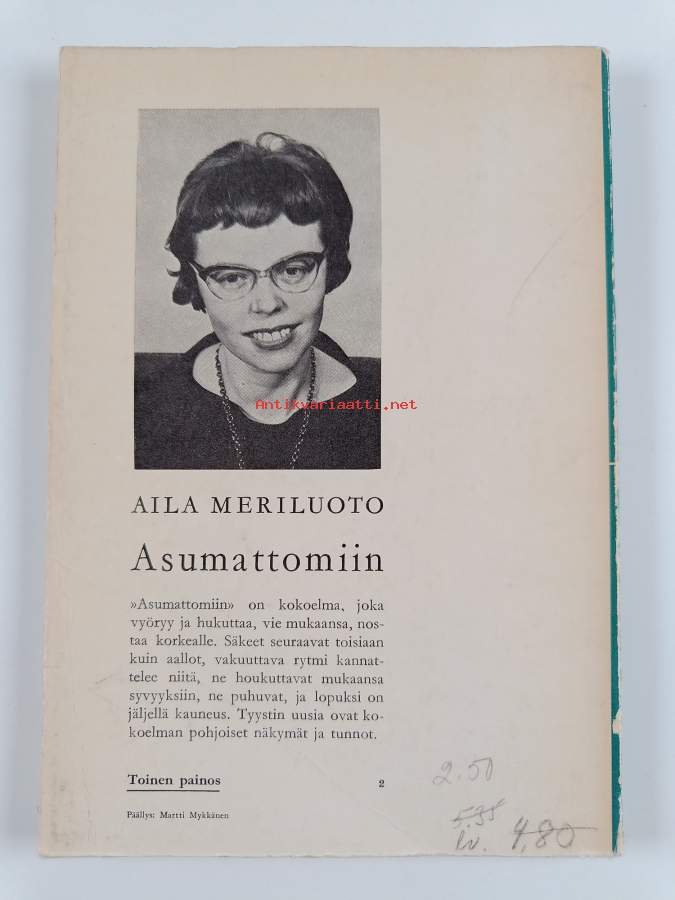 Antikvariaatti.net
AILA MERILUOTO
Asumattomiin
»Asumattomiin» on kokoelma, joka
vyöryy ja hukuttaa, vie mukaansa, nos-
taa korkealle. Säkeet seuraavat toisiaan
kuin aallot, vakuuttava rytmi kannat-
telee niitä, ne houkuttavat mukaansa
syvyyksiin, ne puhuvat, ja lopuksi on
jäljellä kauneus. Tyystin uusia ovat ko-
koelman pohjoiset näkymät ja tunnot.
Toinen painos 2
Päällys: Martti Mykkänen
2.50
5.35
lv. 4,80